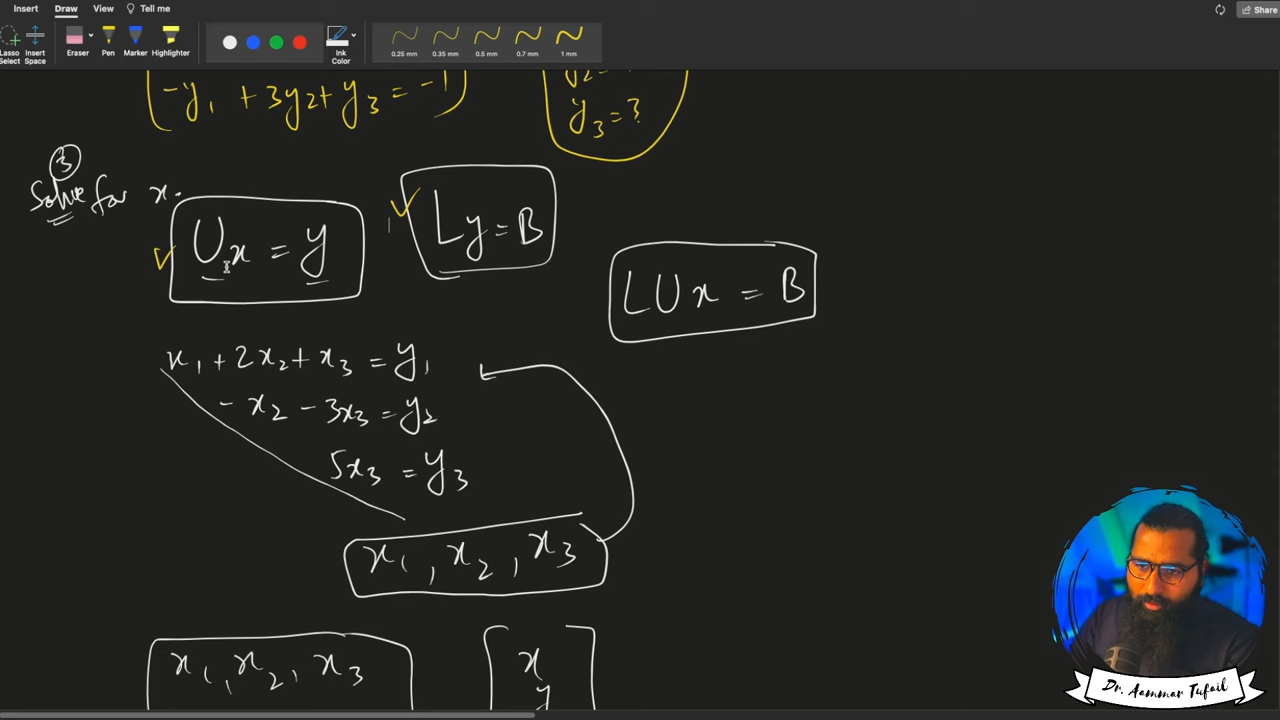 Insert Draw View Tell me
Share
Lasso Select
Insert Space
Eraser
Pen
Marker
Highlighter
Ink Color
0.25 mm
0.35 mm
0.5 mm
0.7 mm
1 mm
-y₁ + 3y₂ + y₃ = -1
y₃ = ?
③
Solve for x.
Ux = y
Ly = B
LUx = B
x₁ + 2x₂ + x₃ = y₁
- x₂ - 3x₃ = y₂
5x₃ = y₃
x₁, x₂, x₃
x₁, x₂, x₃
x
y
Dr. Aammar Tufail